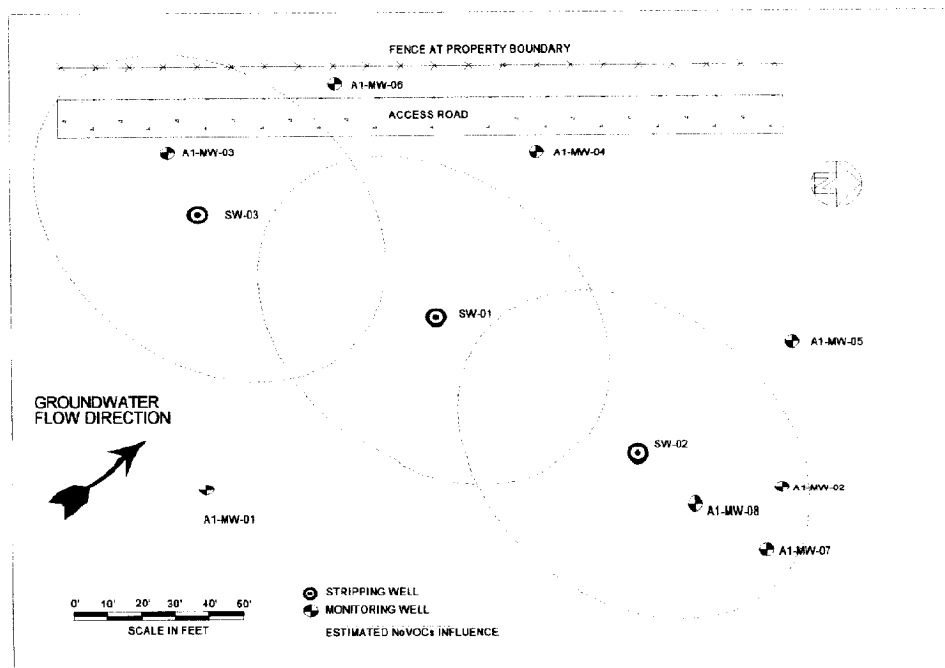 FENCE AT PROPERTY BOUNDARY
A1-MW-06
ACCESS ROAD
A1-MW-03
A1-MW-04
SW-03
SW-01
A1-MW-05
GROUNDWATER
FLOW DIRECTION
SW-02
A1-MW-02
A1-MW-01
A1-MW-08
A1-MW-07
0' 10' 20' 30' 40' 50'
SCALE IN FEET
STRIPPING WELL
MONITORING WELL
ESTIMATED NoVOCs INFLUENCE